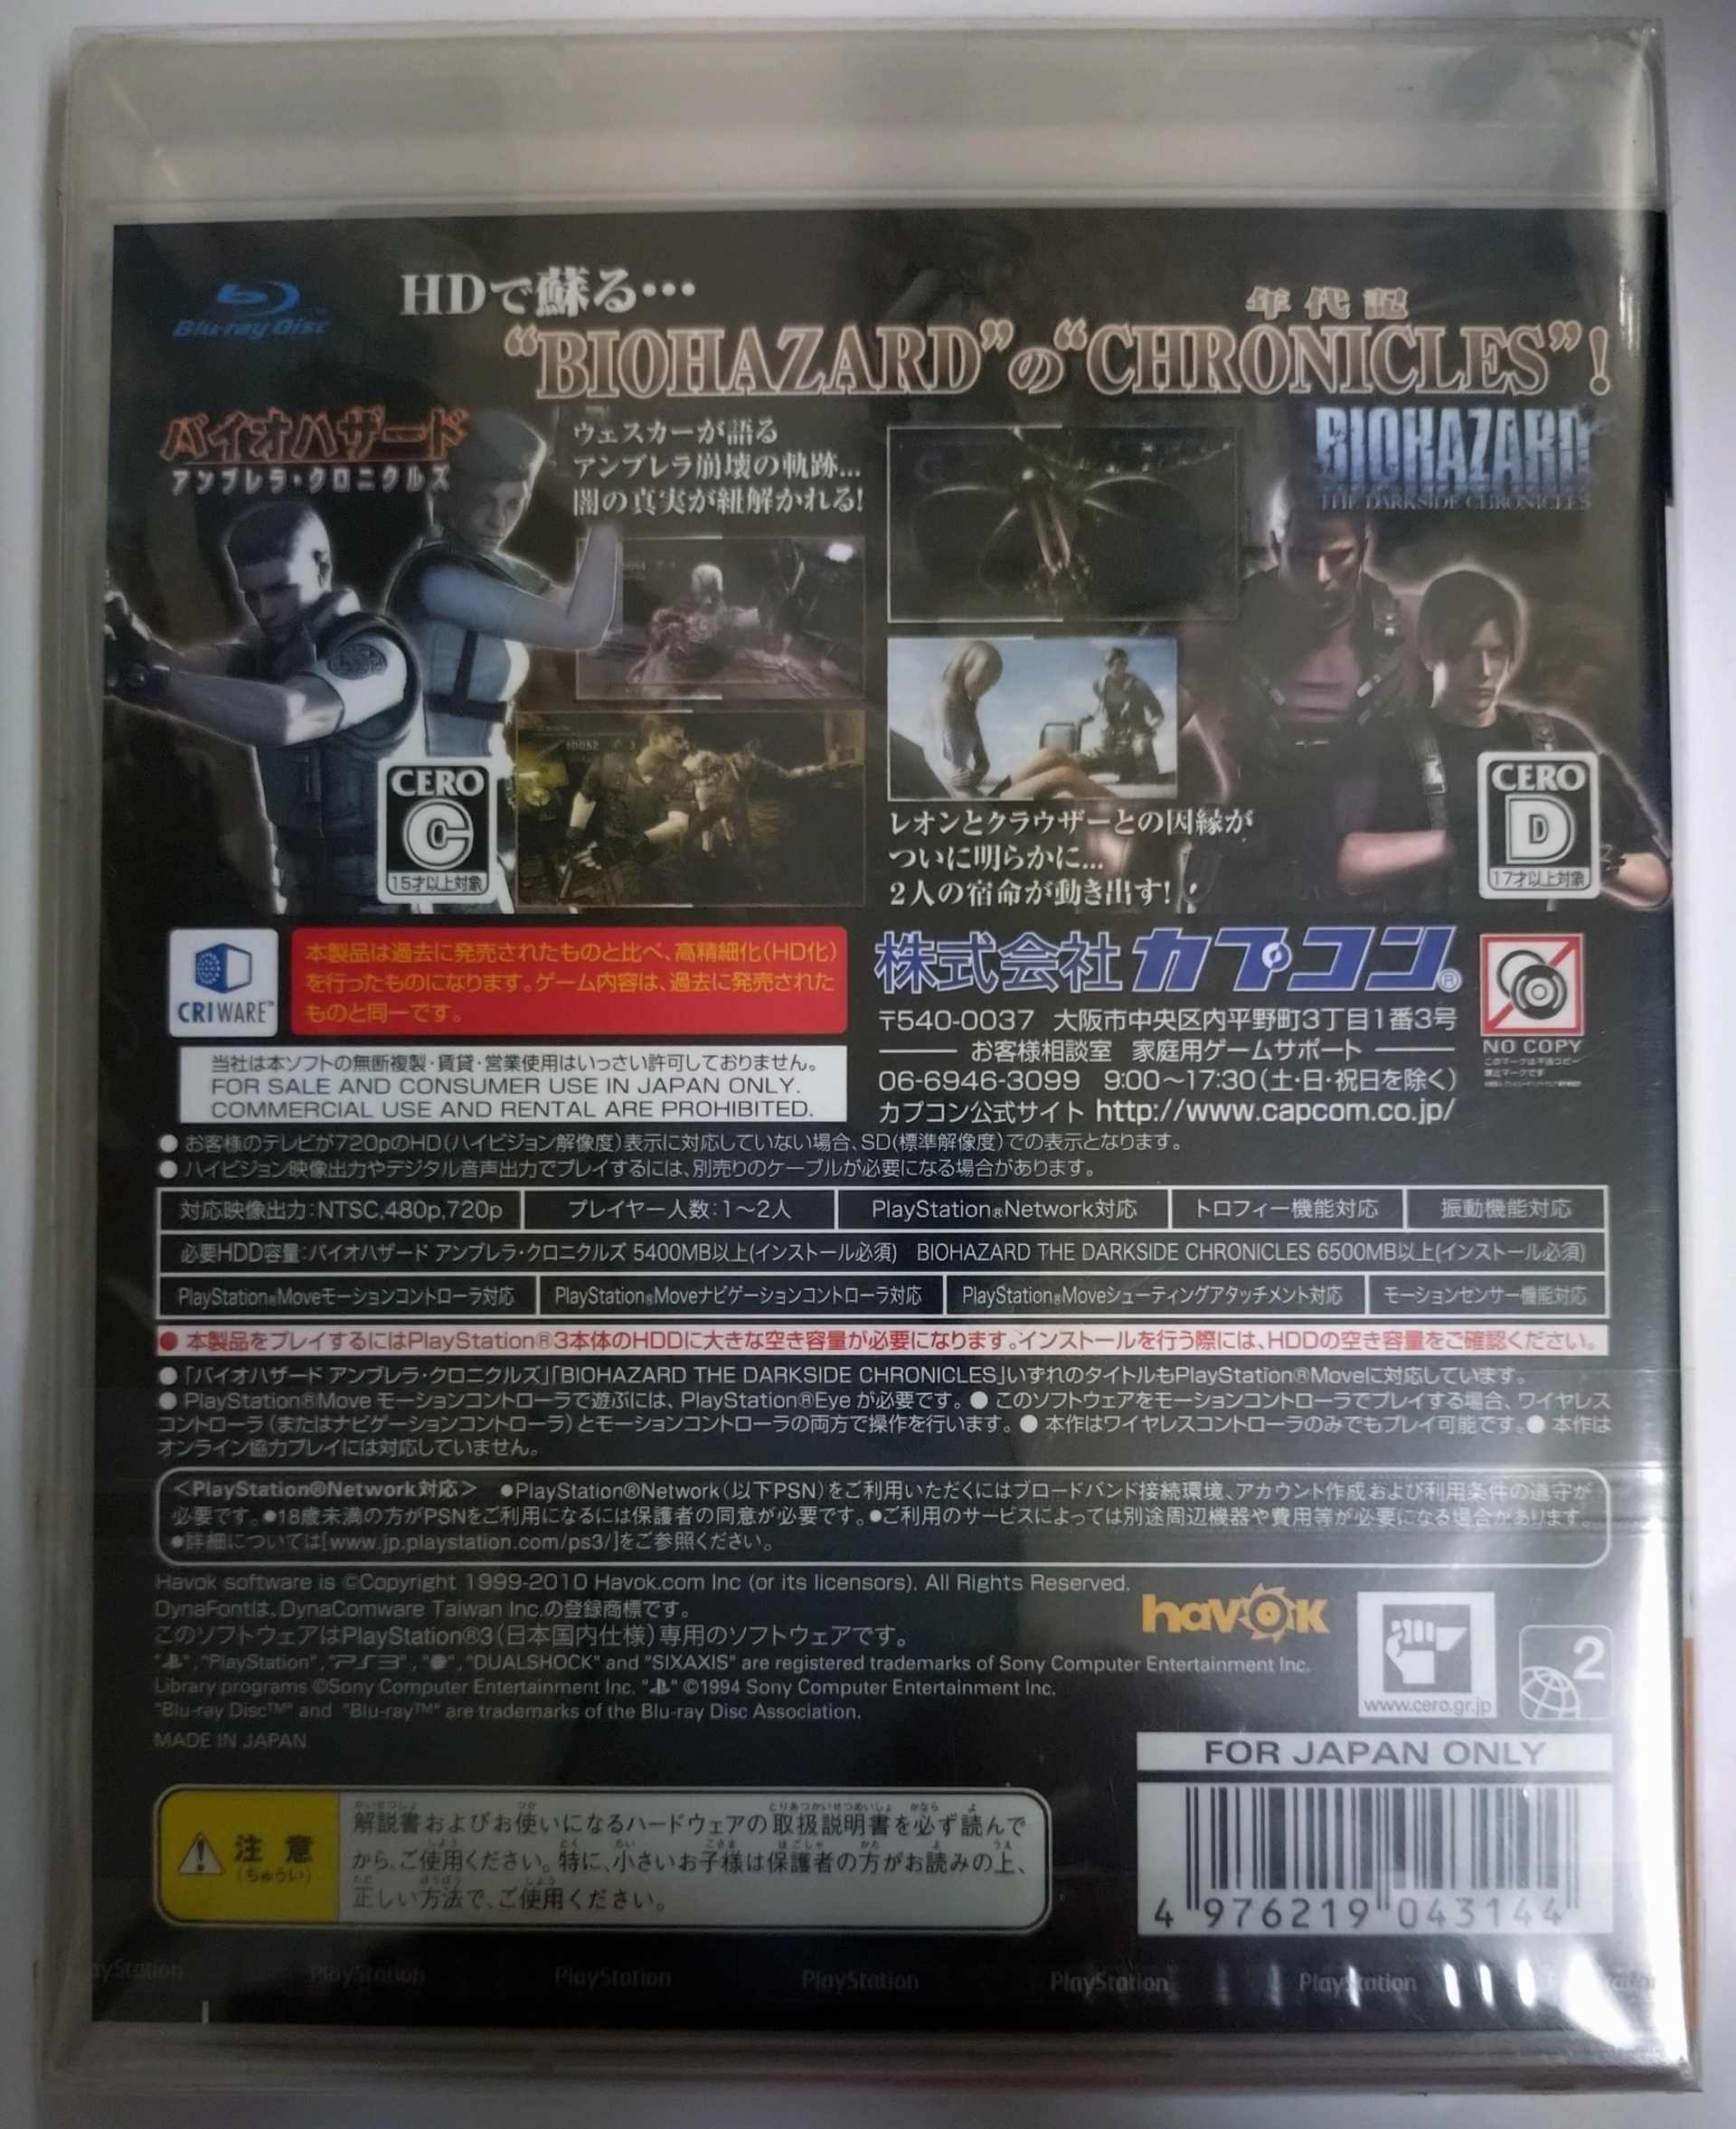 Blu-ray Disc
HDで蘇る…
年代記
“BIOHAZARD”の“CHRONICLES”!
バイオハザード
アンブレラ・クロニクルズ
ウェスカーが語る
アンブレラ崩壊の軌跡...
闇の真実が紐解かれる!
BIOHAZARD
THE DARKSIDE CHRONICLES
CERO
C
15才以上対象
レオンとクラウザーとの因縁が
ついに明らかに...
2人の宿命が動き出す!
CERO
D
17才以上対象
CRIWARE™
本製品は過去に発売されたものと比べ、高精細化(HD化)
を行ったものになります。ゲーム内容は、過去に発売された
ものと同一です。
当社は本ソフトの無断複製・賃貸・営業使用はいっさい許可しておりません。
FOR SALE AND CONSUMER USE IN JAPAN ONLY.
COMMERCIAL USE AND RENTAL ARE PROHIBITED.
株式会社カプコン®
〒540-0037 大阪市中央区内平野町3丁目1番3号
お客様相談室 家庭用ゲームサポート
06-6946-3099 9:00〜17:30(土・日・祝日を除く)
カプコン公式サイト http://www.capcom.co.jp/
NO COPY
● お客様のテレビが720pのHD(ハイビジョン解像度)表示に対応していない場合、SD(標準解像度)での表示となります。
● ハイビジョン映像出力やデジタル音声出力でプレイするには、別売りのケーブルが必要になる場合があります。
対応映像出力:NTSC,480p,720p プレイヤー人数:1〜2人 PlayStation®Network対応 トロフィー機能対応 振動機能対応
必要HDD容量:バイオハザード アンブレラ・クロニクルズ 5400MB以上(インストール必須) BIOHAZARD THE DARKSIDE CHRONICLES 6500MB以上(インストール必須)
PlayStation®Moveモーションコントローラ対応 PlayStation®Moveナビゲーションコントローラ対応 PlayStation®Moveシューティングアタッチメント対応 モーションセンサー機能対応
● 本製品をプレイするにはPlayStation®3本体のHDDに大きな空き容量が必要になります。インストールを行う際には、HDDの空き容量をご確認ください。
●「バイオハザード アンブレラ・クロニクルズ」「BIOHAZARD THE DARKSIDE CHRONICLES」いずれのタイトルもPlayStation®Moveに対応しています。
● PlayStation®Move モーションコントローラで遊ぶには、PlayStation®Eye が必要です。● このソフトウェアをモーションコントローラでプレイする場合、ワイヤレス
コントローラ(またはナビゲーションコントローラ)とモーションコントローラの両方で操作を行います。● 本作はワイヤレスコントローラのみでもプレイ可能です。● 本作は
オンライン協力プレイには対応していません。
<PlayStation®Network対応> ●PlayStation®Network(以下PSN)をご利用いただくにはブロードバンド接続環境、アカウント作成および利用条件の遵守が
必要です。●18歳未満の方がPSNをご利用になるには保護者の同意が必要です。●ご利用のサービスによっては別途周辺機器や費用等が必要になる場合があります。
●詳細については[www.jp.playstation.com/ps3/]をご参照ください。
Havok software is ©Copyright 1999-2010 Havok.com Inc (or its licensors). All Rights Reserved.
DynaFontは、DynaComware Taiwan Inc.の登録商標です。
このソフトウェアはPlayStation®3(日本国内仕様)専用のソフトウェアです。
"PlayStation", "PS3", "DUALSHOCK" and "SIXAXIS" are registered trademarks of Sony Computer Entertainment Inc.
Library programs ©Sony Computer Entertainment Inc. ©1994 Sony Computer Entertainment Inc.
"Blu-ray Disc™" and "Blu-ray™" are trademarks of the Blu-ray Disc Association.
MADE IN JAPAN
havok
www.cero.gr.jp
2
FOR JAPAN ONLY
4 976219 043144
注意
(ちゅうい)
解説書およびお使いになるハードウェアの取扱説明書を必ず読んで
から、ご使用ください。特に、小さいお子様は保護者の方がお読みの上、
正しい方法で、ご使用ください。
PlayStation PlayStation PlayStation PlayStation PlayStation